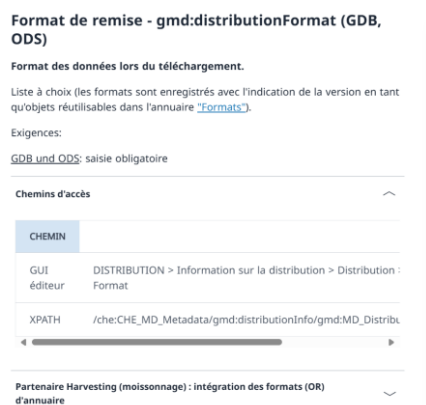 Format de remise - gmd:distributionFormat (GDB,
ODS)
Format des données lors du téléchargement.
Liste à choix (les formats sont enregistrés avec l'indication de la version en tant
qu'objets réutilisables dans l'annuaire "Formats").
Exigences:
GDB und ODS: saisie obligatoire
Chemins d'accès
CHEMIN
GUI DISTRIBUTION > Information sur la distribution > Distribution
éditeur Format
XPATH /che:CHE_MD_Metadata/gmd:distributionInfo/gmd:MD_Distribu
Partenaire Harvesting (moissonnage) : intégration des formats (OR)
d'annuaire